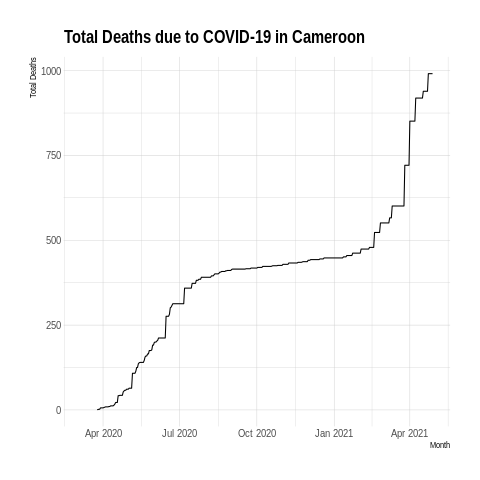 Total Deaths due to COVID-19 in Cameroon
Total Deaths
1000
750
500
250
0
Apr 2020 Jul 2020 Oct 2020 Jan 2021 Apr 2021
Month